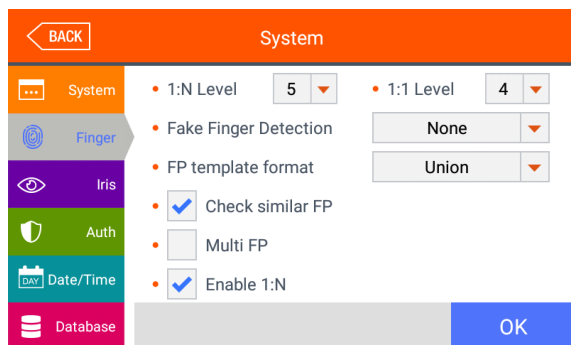 BACK
System
System
Finger
Iris
Auth
DAY Date/Time
Database
• 1:N Level 5 • 1:1 Level 4
• Fake Finger Detection None
• FP template format Union
• Check similar FP
• Multi FP
• Enable 1:N
OK